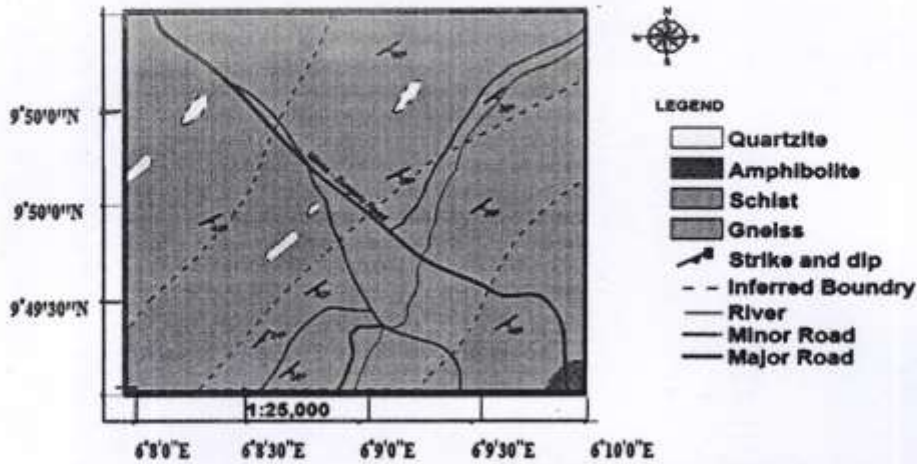 N
W E
S
9°50'0"N
9°50'0"N
9°49'30"N
LEGEND
Quartzite
Amphibolite
Schist
Gneiss
Strike and dip
Inferred Boundry
River
Minor Road
Major Road
1:25,000
6°8'0"E 6°8'30"E 6°9'0"E 6°9'30"E 6°10'0"E